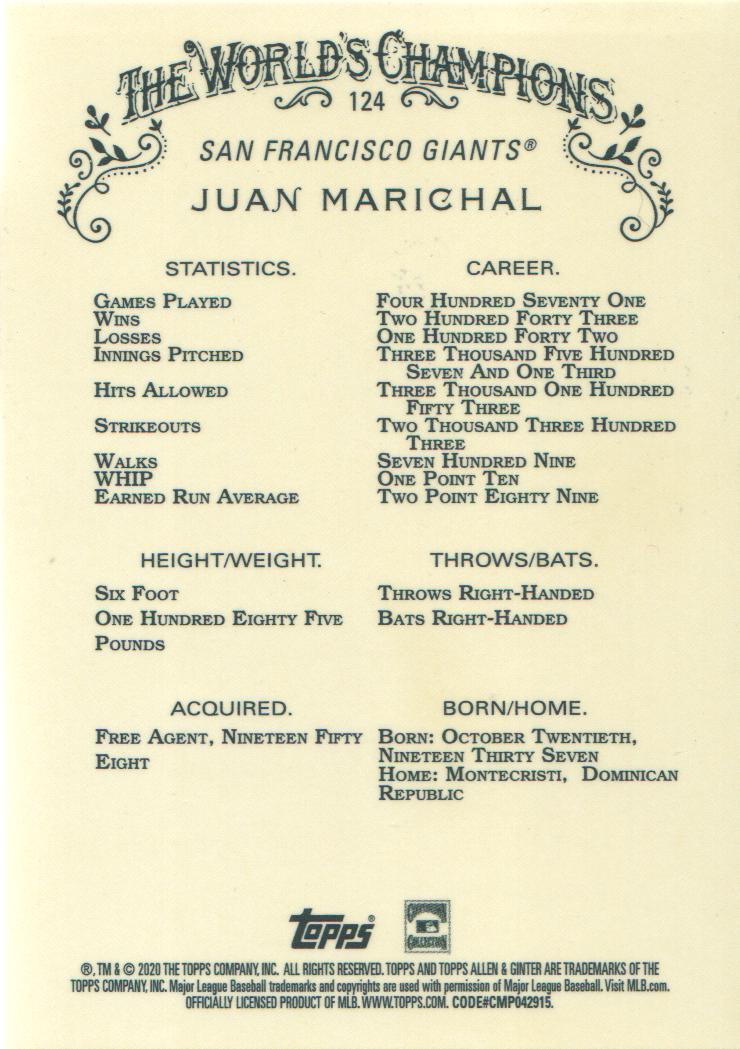 THE WORLD'S CHAMPIONS
124
SAN FRANCISCO GIANTS®
JUAN MARICHAL
STATISTICS. CAREER.
GAMES PLAYED FOUR HUNDRED SEVENTY ONE
WINS TWO HUNDRED FORTY THREE
LOSSES ONE HUNDRED FORTY TWO
INNINGS PITCHED THREE THOUSAND FIVE HUNDRED
SEVEN AND ONE THIRD
HITS ALLOWED THREE THOUSAND ONE HUNDRED
FIFTY THREE
STRIKEOUTS TWO THOUSAND THREE HUNDRED
THREE
WALKS SEVEN HUNDRED NINE
WHIP ONE POINT TEN
EARNED RUN AVERAGE TWO POINT EIGHTY NINE
HEIGHT/WEIGHT. THROWS/BATS.
SIX FOOT THROWS RIGHT-HANDED
ONE HUNDRED EIGHTY FIVE BATS RIGHT-HANDED
POUNDS
ACQUIRED. BORN/HOME.
FREE AGENT, NINETEEN FIFTY
EIGHT
BORN: OCTOBER TWENTIETH,
NINETEEN THIRTY SEVEN
HOME: MONTECRISTI, DOMINICAN
REPUBLIC
Topps®
COOPERSTOWN
COLLECTION
®, TM & © 2020 THE TOPPS COMPANY, INC. ALL RIGHTS RESERVED. TOPPS AND TOPPS ALLEN & GINTER ARE TRADEMARKS OF THE
TOPPS COMPANY, INC. Major League Baseball trademarks and copyrights are used with permission of Major League Baseball. Visit MLB.com.
OFFICIALLY LICENSED PRODUCT OF MLB. WWW.TOPPS.COM. CODE#CMP042915.